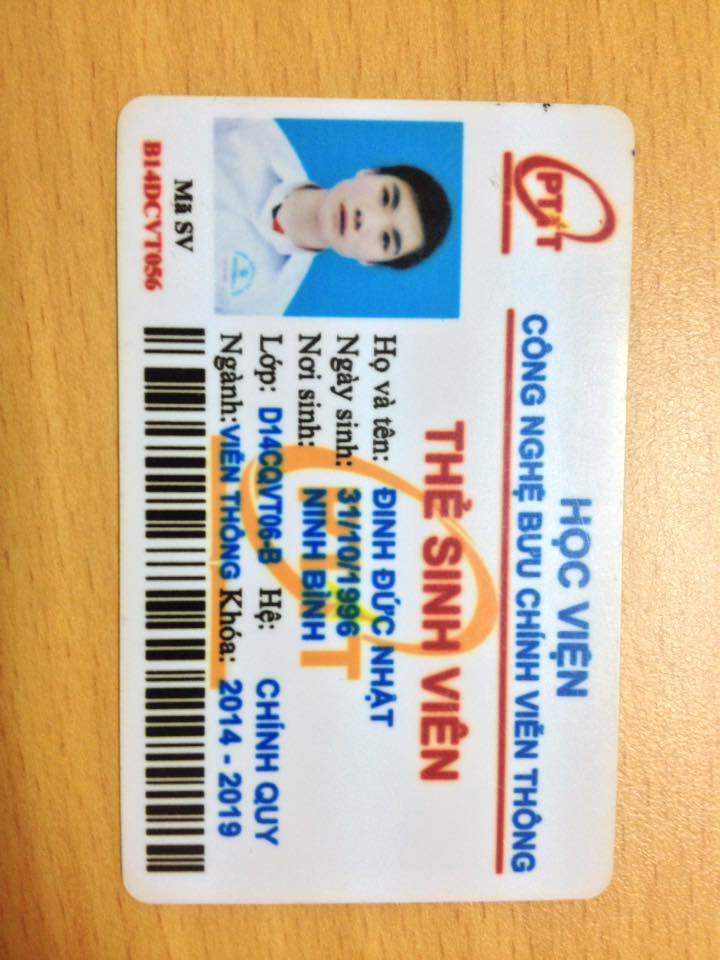 PTIT
HỌC VIỆN
CÔNG NGHỆ BƯU CHÍNH VIỄN THÔNG
THẺ SINH VIÊN
Họ và tên: ĐINH ĐỨC NHẬT
Ngày sinh: 31/10/1996
Nơi sinh: NINH BÌNH
Lớp: D14CQVT06-B Hệ: CHÍNH QUY
Ngành: VIỄN THÔNG Khóa: 2014 - 2019
Mã SV
B14DCVT056
PTIT